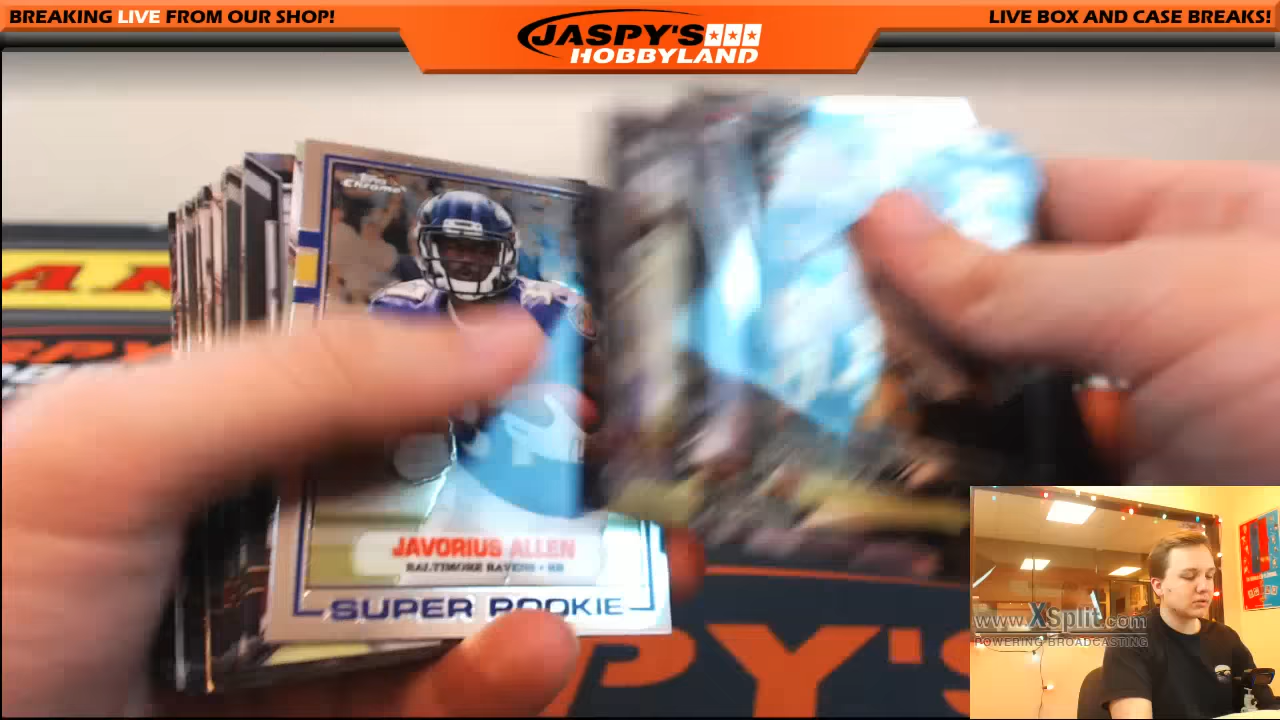 BREAKING LIVE FROM OUR SHOP!
JASPY'S
HOBBYLAND
LIVE BOX AND CASE BREAKS!
Topps
Chrome
JAVORIUS ALLEN
BALTIMORE RAVENS • RB
SUPER ROOKIE
PY'S
www.XSplit.com
POWERING BROADCASTING